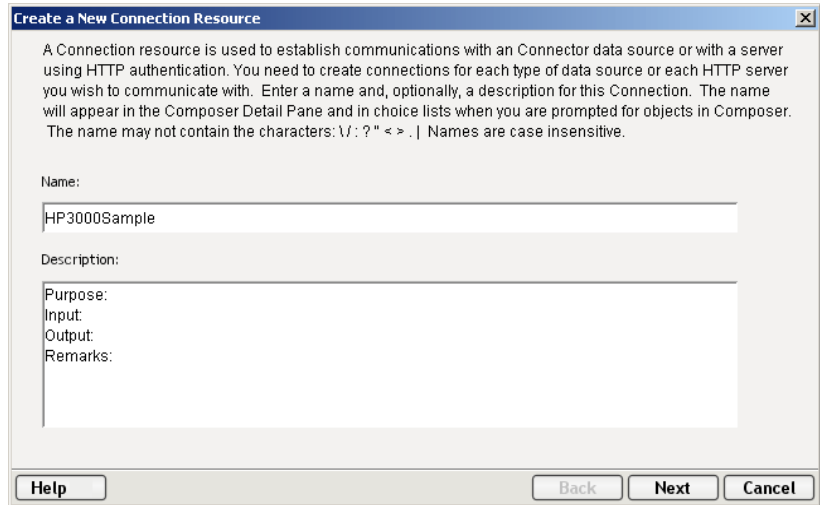 Create a New Connection Resource
A Connection resource is used to establish communications with an Connector data source or with a server
using HTTP authentication. You need to create connections for each type of data source or each HTTP server
you wish to communicate with.  Enter a name and, optionally, a description for this Connection.  The name
will appear in the Composer Detail Pane and in choice lists when you are prompted for objects in Composer.
The name may not contain the characters: \ / : ? " < > . |  Names are case insensitive.
Name:
HP3000Sample
Description:
Purpose:
Input:
Output:
Remarks:
Help Back Next Cancel